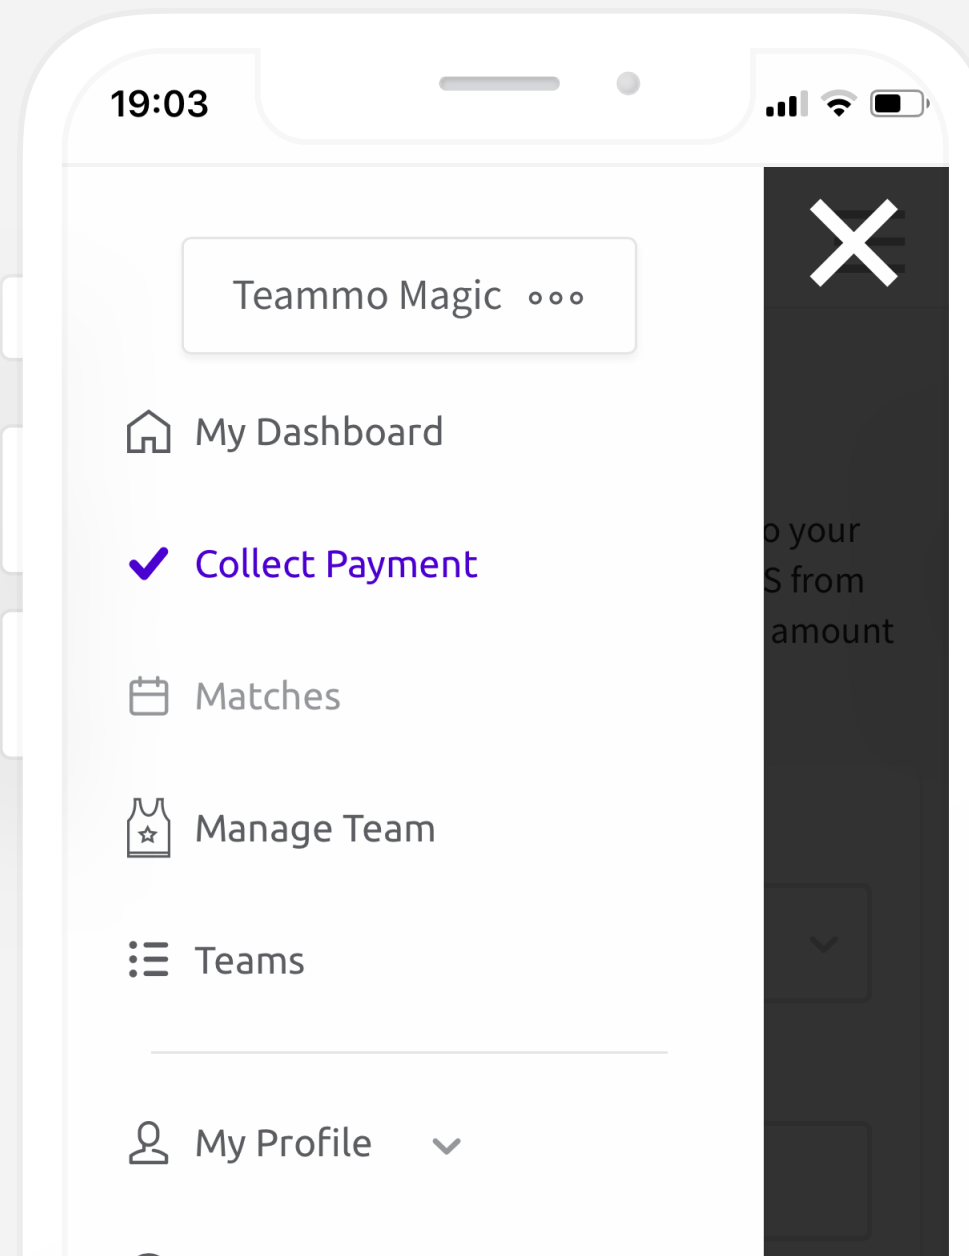 19:03
Teammo Magic
My Dashboard
Collect Payment
o your
S from
amount
Matches
Manage Team
Teams
My Profile